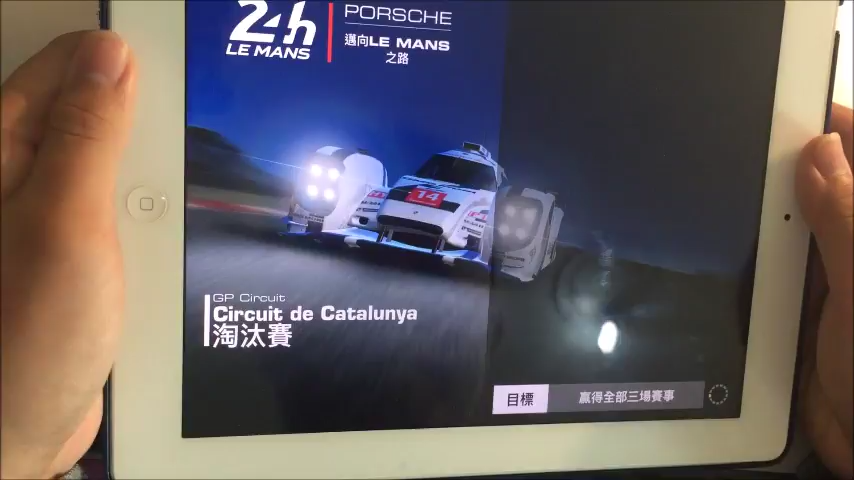 24h
LE MANS
PORSCHE
邁向LE MANS
之路
14
GP Circuit
Circuit de Catalunya
淘汰賽
目標
贏得全部三場賽事